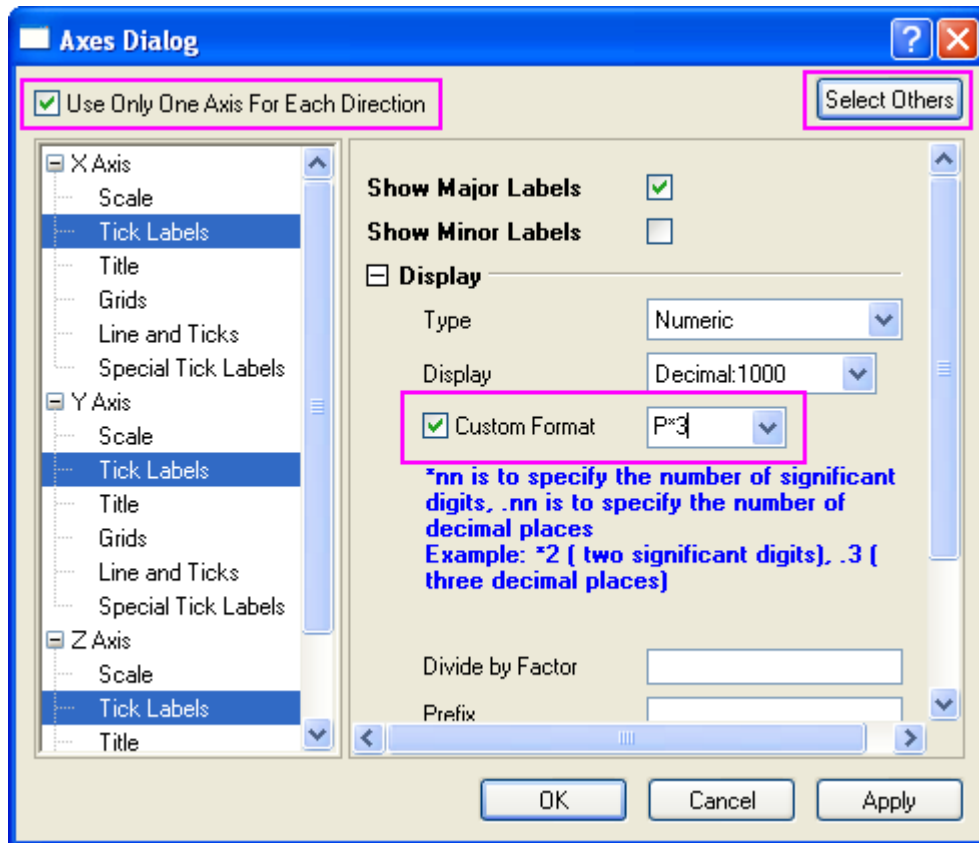 Axes Dialog
Use Only One Axis For Each Direction
Select Others
X Axis
Scale
Tick Labels
Title
Grids
Line and Ticks
Special Tick Labels
Y Axis
Scale
Tick Labels
Title
Grids
Line and Ticks
Special Tick Labels
Z Axis
Scale
Tick Labels
Title
Show Major Labels
Show Minor Labels
Display
Type Numeric
Display Decimal:1000
Custom Format P*3
*nn is to specify the number of significant
digits, .nn is to specify the number of
decimal places
Example: *2 ( two significant digits), .3 (
three decimal places)
Divide by Factor
Prefix
OK Cancel Apply